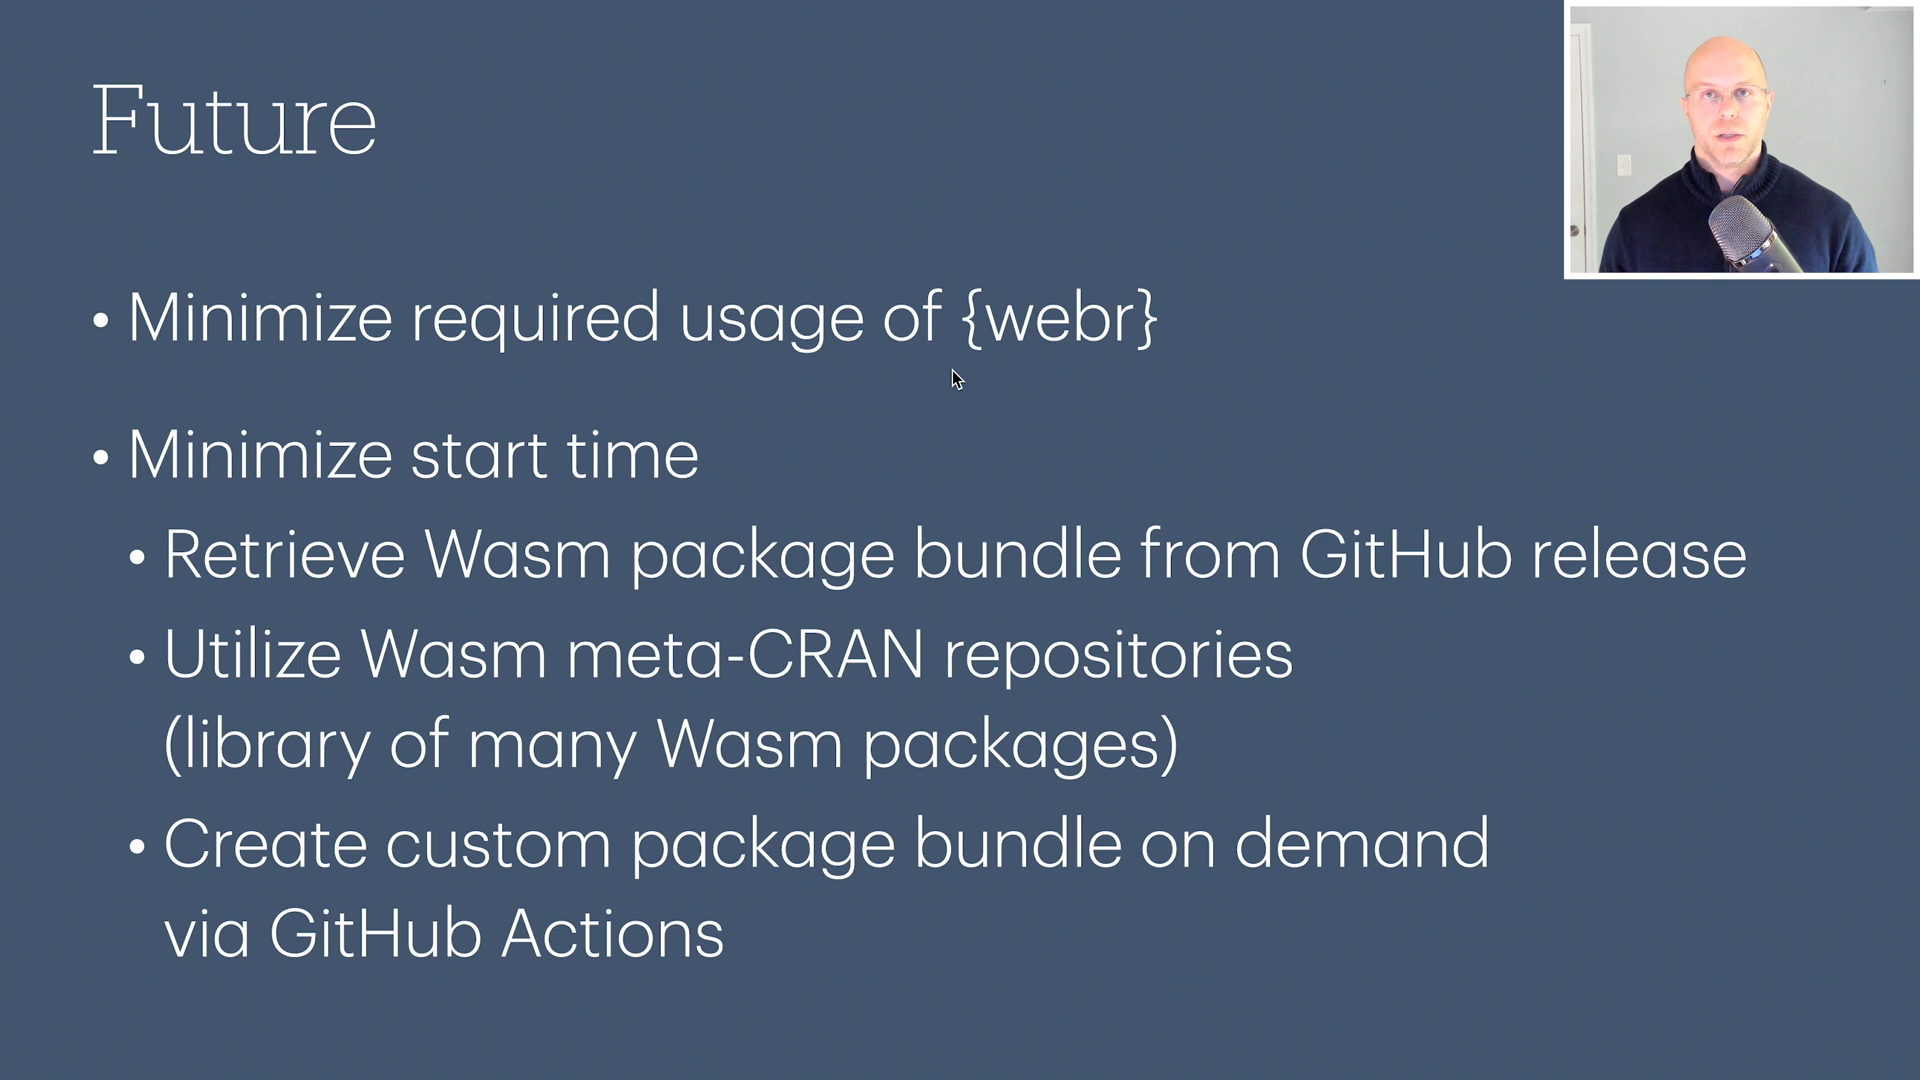 Future
• Minimize required usage of {webr}
• Minimize start time
• Retrieve Wasm package bundle from GitHub release
• Utilize Wasm meta-CRAN repositories
(library of many Wasm packages)
• Create custom package bundle on demand
via GitHub Actions